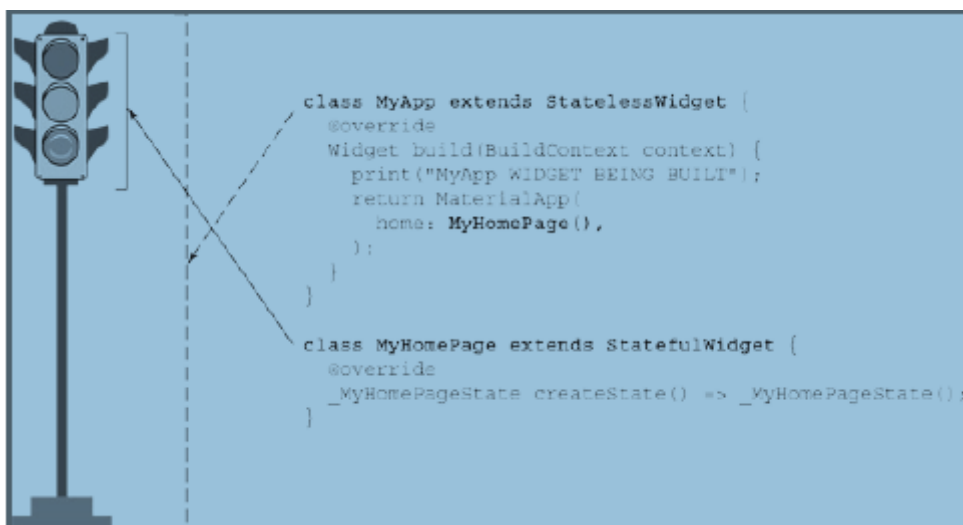 class MyApp extends StatelessWidget {
@override
Widget build(BuildContext context) {
print("MyApp WIDGET BEING BUILT");
return MaterialApp(
home: MyHomePage(),
);
}
}
class MyHomePage extends StatefulWidget {
@override
_MyHomePageState createState() => _MyHomePageState();
}